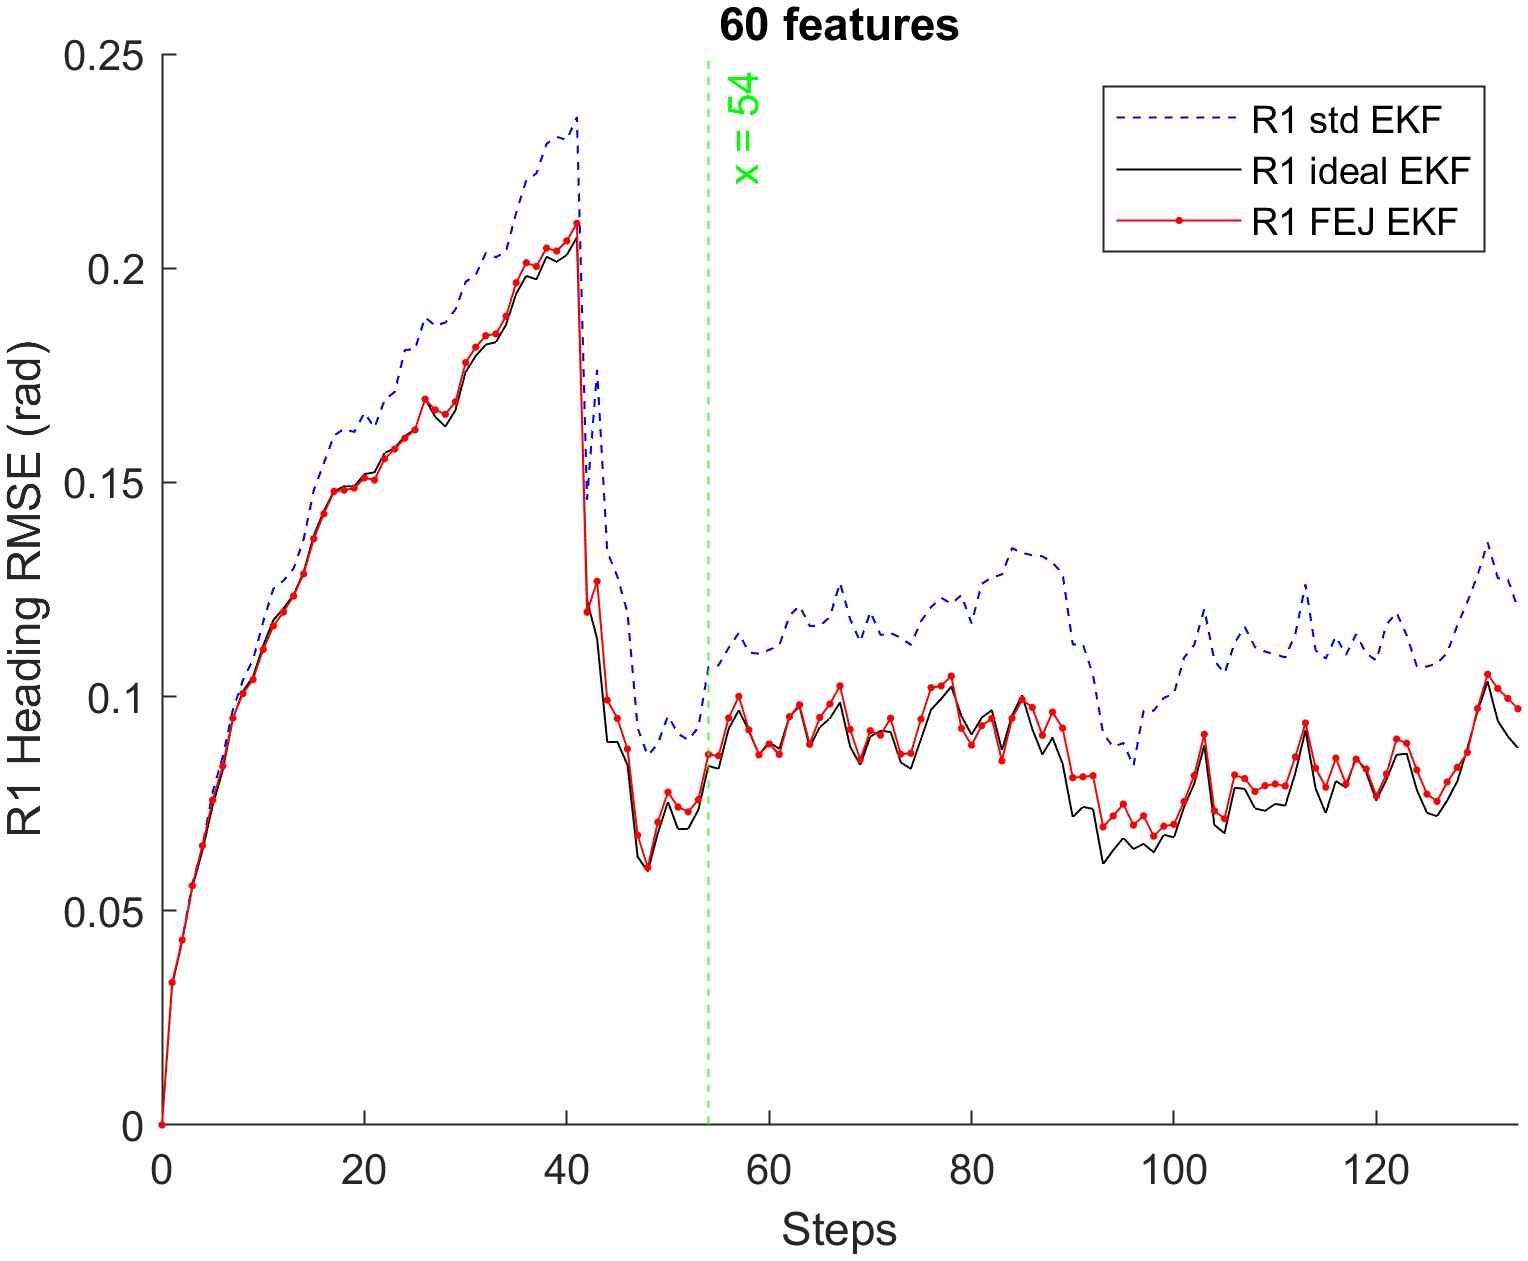 60 features
0.25
0.2
0.15
0.1
0.05
0
R1 Heading RMSE (rad)
x = 54
R1 std EKF
R1 ideal EKF
R1 FEJ EKF
0 20 40 60 80 100 120
Steps